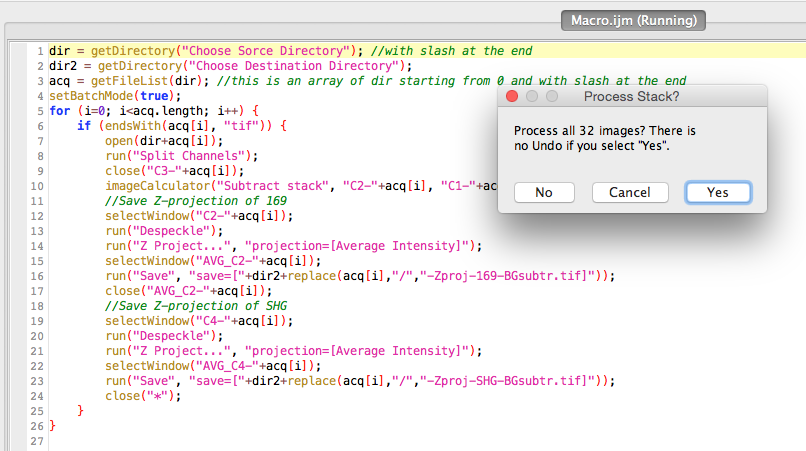 Macro.ijm (Running)
1 dir = getDirectory("Choose Sorce Directory"); //with slash at the end
2 dir2 = getDirectory("Choose Destination Directory");
3 acq = getFileList(dir); //this is an array of dir starting from 0 and with slash at the end
4 setBatchMode(true);
5 for (i=0; i<acq.length; i++) {
6 if (endsWith(acq[i], "tif")) {
7 open(dir+acq[i]);
8 run("Split Channels");
9 close("C3-"+acq[i]);
10 imageCalculator("Subtract stack", "C2-"+acq[i], "C1-"+ac
11 //Save Z-projection of 169
12 selectWindow("C2-"+acq[i]);
13 run("Despeckle");
14 run("Z Project...", "projection=[Average Intensity]");
15 selectWindow("AVG_C2-"+acq[i]);
16 run("Save", "save=["+dir2+replace(acq[i],"/","-Zproj-169-BGsubtr.tif]"));
17 close("AVG_C2-"+acq[i]);
18 //Save Z-projection of SHG
19 selectWindow("C4-"+acq[i]);
20 run("Despeckle");
21 run("Z Project...", "projection=[Average Intensity]");
22 selectWindow("AVG_C4-"+acq[i]);
23 run("Save", "save=["+dir2+replace(acq[i],"/","-Zproj-SHG-BGsubtr.tif]"));
24 close("*");
25 }
26 }
27
Process Stack?
Process all 32 images? There is
no Undo if you select "Yes".
No Cancel Yes